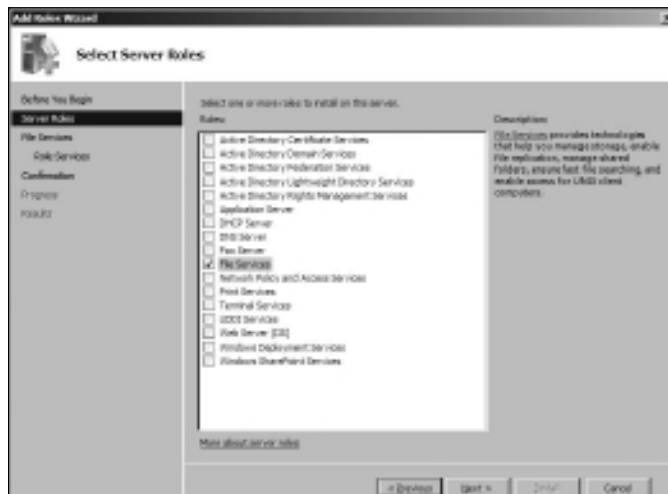 Add Roles Wizard
Select Server Roles
Before You Begin
Server Roles
File Services
Role Services
Confirmation
Progress
Results
Select one or more roles to install on this server.
Roles:
Active Directory Certificate Services
Active Directory Domain Services
Active Directory Federation Services
Active Directory Lightweight Directory Services
Active Directory Rights Management Services
Application Server
DHCP Server
DNS Server
Fax Server
File Services
Network Policy and Access Services
Print Services
Terminal Services
UDDI Services
Web Server (IIS)
Windows Deployment Services
Windows SharePoint Services
More about server roles
Description:
File Services provides technologies
that help you manage storage, enable
file replication, manage shared
folders, ensure fast file searching, and
enable access for UNIX client
computers.
< Previous
Next >
Install
Cancel